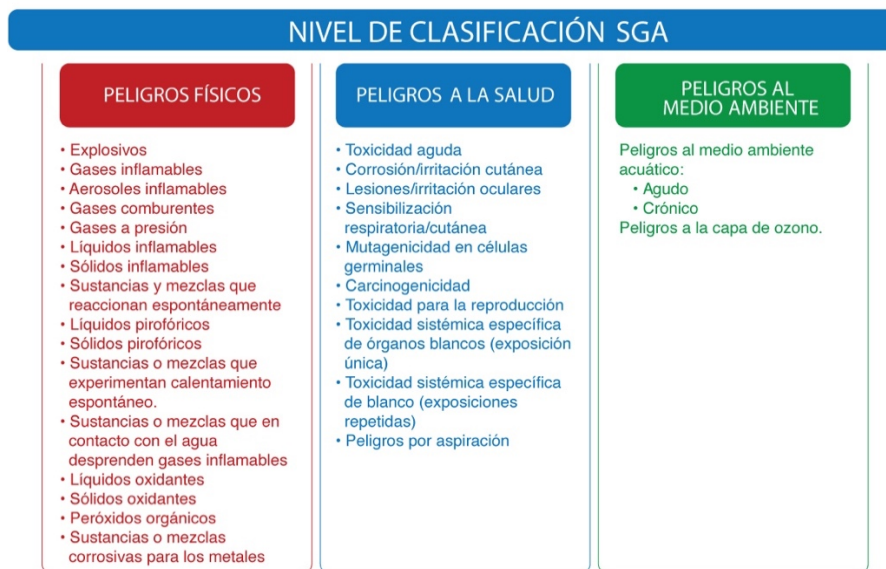 NIVEL DE CLASIFICACIÓN SGA
PELIGROS FÍSICOS
• Explosivos
• Gases inflamables
• Aerosoles inflamables
• Gases comburentes
• Gases a presión
• Líquidos inflamables
• Sólidos inflamables
• Sustancias y mezclas que
reaccionan espontáneamente
• Líquidos pirofóricos
• Sólidos pirofóricos
• Sustancias o mezclas que
experimentan calentamiento
espontáneo.
• Sustancias o mezclas que en
contacto con el agua
desprenden gases inflamables
• Líquidos oxidantes
• Sólidos oxidantes
• Peróxidos orgánicos
• Sustancias o mezclas
corrosivas para los metales
PELIGROS A LA SALUD
• Toxicidad aguda
• Corrosión/irritación cutánea
• Lesiones/irritación oculares
• Sensibilización
respiratoria/cutánea
• Mutagenicidad en células
germinales
• Carcinogenicidad
• Toxicidad para la reproducción
• Toxicidad sistémica específica
de órganos blancos (exposición
única)
• Toxicidad sistémica específica
de blanco (exposiciones
repetidas)
• Peligros por aspiración
PELIGROS AL
MEDIO AMBIENTE
Peligros al medio ambiente
acuático:
• Agudo
• Crónico
Peligros a la capa de ozono.